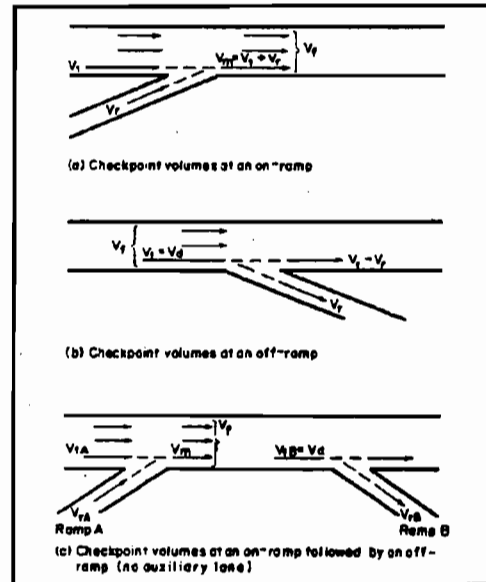 V1
Vm=V1+Vr
Vf
Vr
(a) Checkpoint volumes at an on-ramp
Vf
V1 = Vd
V1 - Vr
Vr
(b) Checkpoint volumes at an off-ramp
V1A
Vm
Vf
V1B= Vd
VrA
VrB
Ramp A
Ramp B
(c) Checkpoint volumes at an on-ramp followed by an off-
ramp (no auxiliary lane)